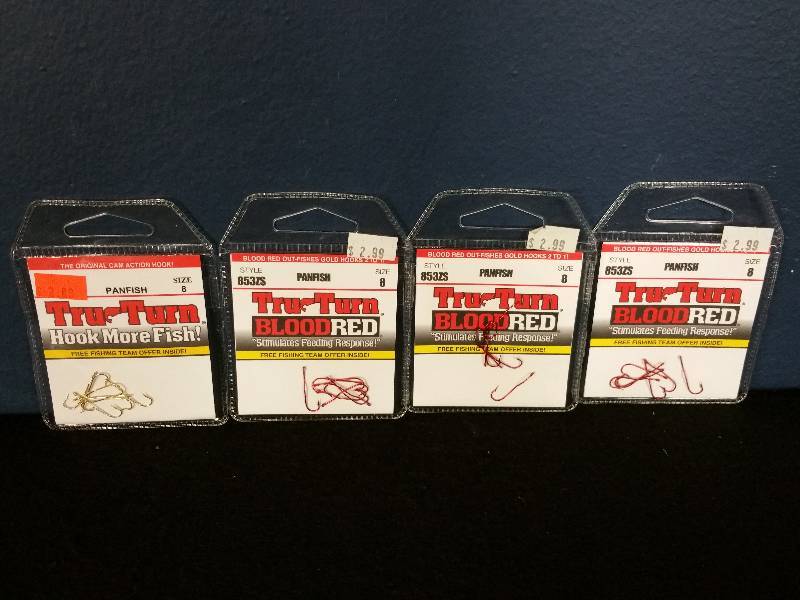 THE ORIGINAL CAM ACTION HOOK!
PANFISH
SIZE
8
Tru Turn
Hook More Fish!
FREE FISHING TEAM OFFER INSIDE!
$ 2.99
BLOOD RED OUT-FISHES GOLD HOOKS 2 TO 1!
STYLE
853ZS
PANFISH
SIZE
8
Tru Turn
BLOODRED
"Stimulates Feeding Response!"
FREE FISHING TEAM OFFER INSIDE!
$ 2.99
BLOOD RED OUT-FISHES GOLD HOOKS 2 TO 1!
STYLE
853ZS
PANFISH
SIZE
8
Tru Turn
BLOODRED
"Stimulates Feeding Response!"
FREE FISHING TEAM OFFER INSIDE!
$ 2.99
BLOOD RED OUT-FISHES GOLD HOOKS
STYLE
853ZS
PANFISH
SIZE
8
Tru Turn
BLOODRED
"Stimulates Feeding Response!"
FREE FISHING TEAM OFFER INSIDE!